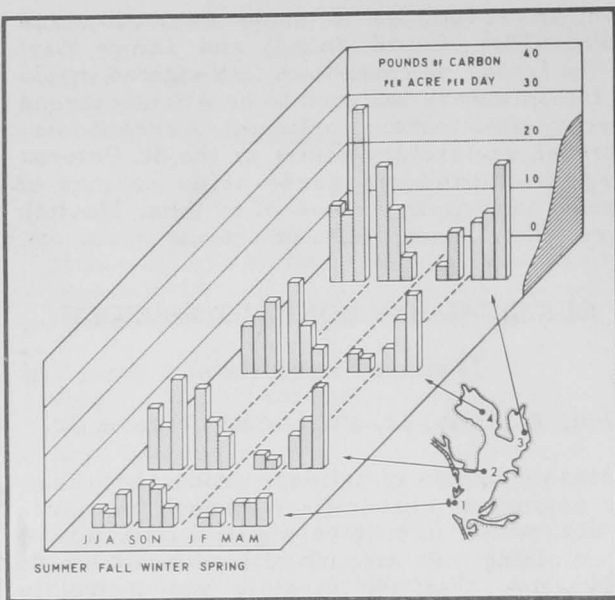 POUNDS OF CARBON
PER ACRE PER DAY
40
30
20
10
0
4
3
2
1
J J A S O N J F M A M
SUMMER FALL WINTER SPRING